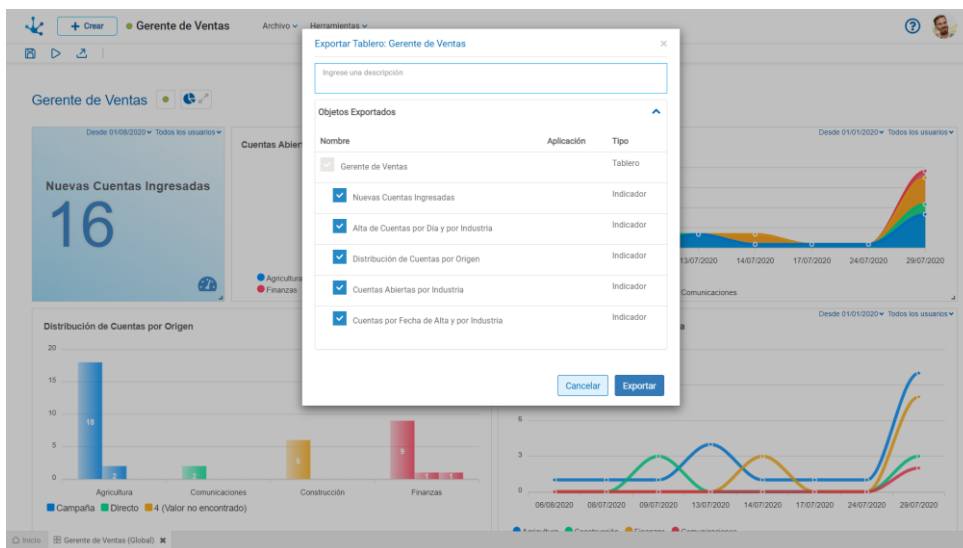 + Crear
Gerente de Ventas
Archivo
Herramientas
?
Exportar Tablero: Gerente de Ventas
×
Ingrese una descripción
Objetos Exportados
Nombre Aplicación Tipo
Gerente de Ventas Tablero
Nuevas Cuentas Ingresadas Indicador
Alta de Cuentas por Día y por Industria Indicador
Distribución de Cuentas por Origen Indicador
Cuentas Abiertas por Industria Indicador
Cuentas por Fecha de Alta y por Industria Indicador
Cancelar Exportar
Gerente de Ventas
Desde 01/08/2020 Todos los usuarios
Nuevas Cuentas Ingresadas
16
Cuentas Abier
Agricultura
Finanzas
Desde 01/01/2020 Todos los usuarios
13/07/2020 14/07/2020 17/07/2020 24/07/2020 29/07/2020
Comunicaciones
Distribución de Cuentas por Origen
20
15
10
5
0
18
2
2
6
9
1 1
Agricultura Comunicaciones Construcción Finanzas
Campaña Directo 4 (Valor no encontrado)
Desde 01/01/2020 Todos los usuarios
a
6
3
0
06/08/2020 08/07/2020 09/07/2020 13/07/2020 14/07/2020 17/07/2020 24/07/2020 29/07/2020
Agricultura Construcción Finanzas Comunicaciones
Inicio
Gerente de Ventas (Global) ×